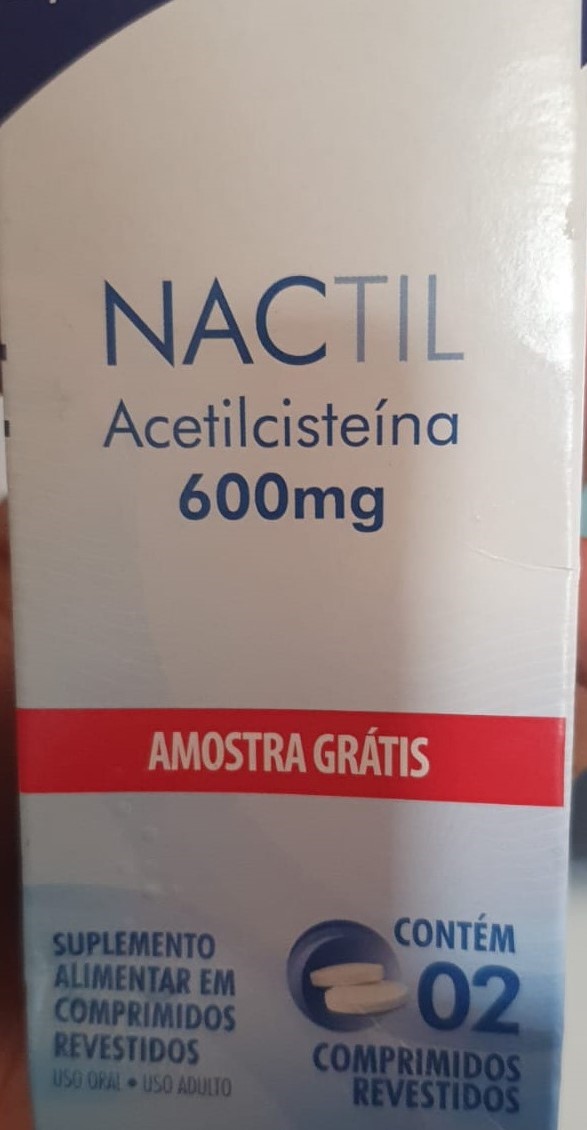 NACTIL
Acetilcisteína
600mg
AMOSTRA GRÁTIS
SUPLEMENTO
ALIMENTAR EM
COMPRIMIDOS
REVESTIDOS
USO ORAL • USO ADULTO
CONTÉM
02
COMPRIMIDOS
REVESTIDOS